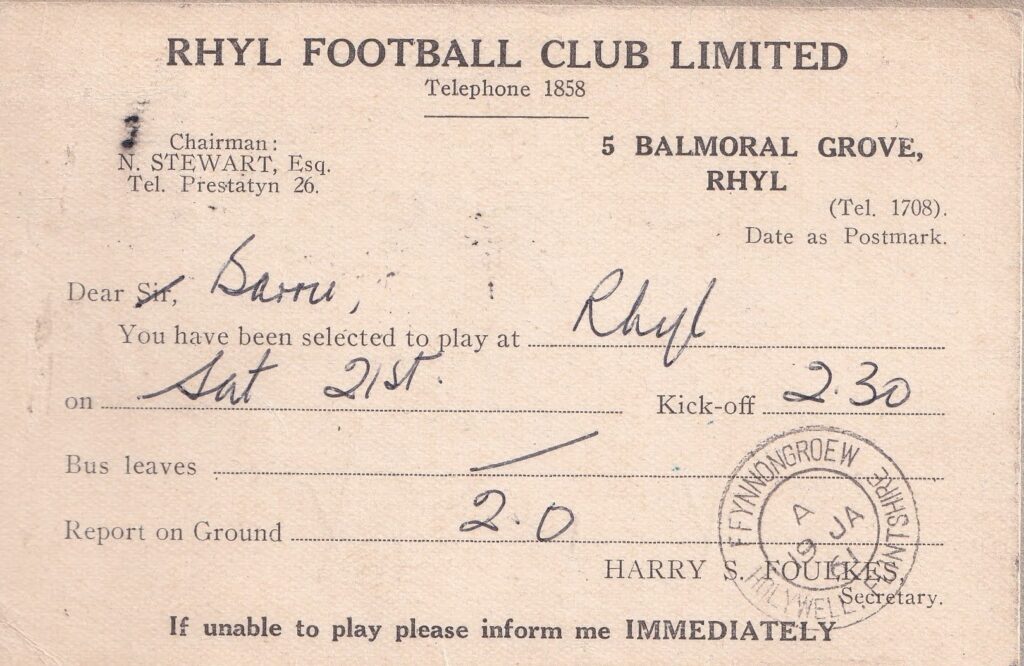 RHYL FOOTBALL CLUB LIMITED
Telephone 1858
Chairman:
N. STEWART, Esq.
Tel. Prestatyn 26.
5 BALMORAL GROVE,
RHYL
(Tel. 1708).
Date as Postmark.
Dear Sir, Barrie,
You have been selected to play at Rhyl
on Sat 21st. Kick-off 2.30
Bus leaves —
Report on Ground 2.0
FFYNNONGROEW
HOLYWELL, FLINTSHIRE
A
JA
61
HARRY S. FOULKES,
Secretary.
If unable to play please inform me IMMEDIATELY